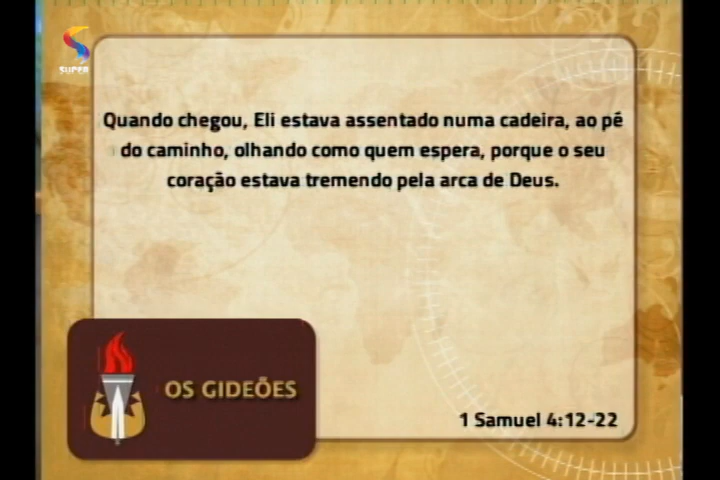 SUPER
Quando chegou, Eli estava assentado numa cadeira, ao pé
do caminho, olhando como quem espera, porque o seu
coração estava tremendo pela arca de Deus.
OS GIDEÕES
1 Samuel 4:12-22